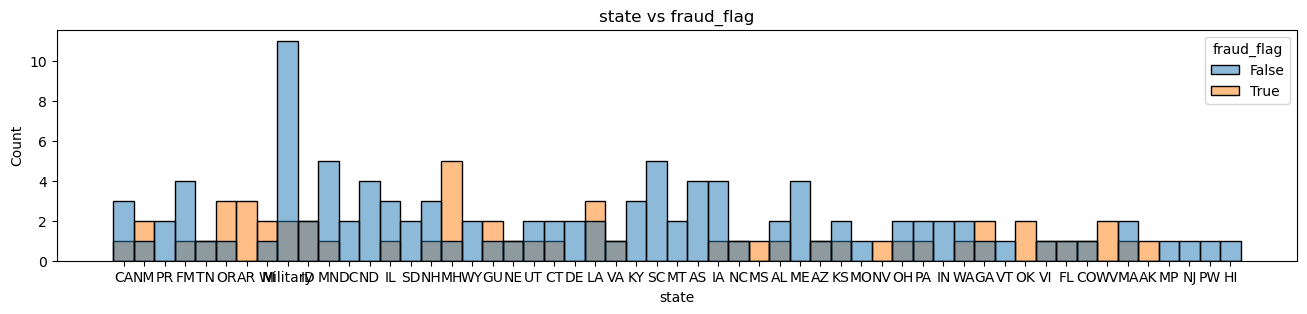 state vs fraud_flag
fraud_flag
False
True
10
8
6
4
2
0
Count
CA NM PR FM TN OR AR WI Military ID MN DC ND IL SD NH MH WY GU NE UT CT DE LA VA KY SC MT AS IA NC MS AL ME AZ KS MO NV OH PA IN WA GA VT OK VI FL CO WV MA AK MP NJ PW HI
state